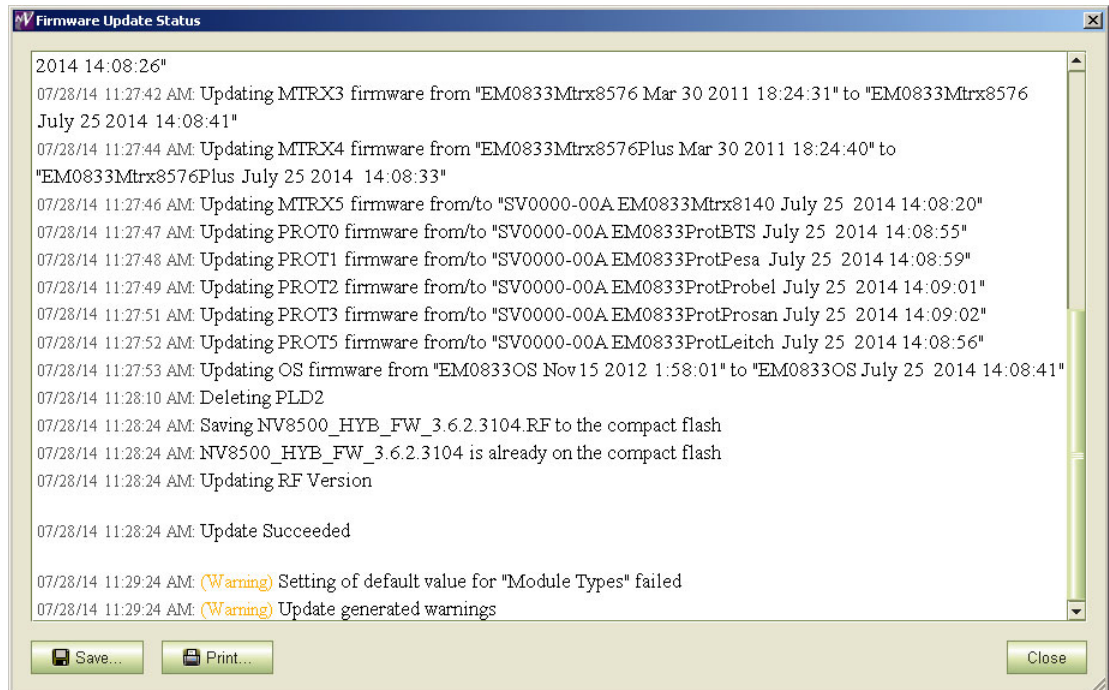 Firmware Update Status
2014 14:08:26"
07/28/14 11:27:42 AM: Updating MTRX3 firmware from "EM0833Mtrx8576 Mar 30 2011 18:24:31" to "EM0833Mtrx8576
July 25 2014 14:08:41"
07/28/14 11:27:44 AM: Updating MTRX4 firmware from "EM0833Mtrx8576Plus Mar 30 2011 18:24:40" to
"EM0833Mtrx8576Plus July 25 2014 14:08:33"
07/28/14 11:27:46 AM: Updating MTRX5 firmware from/to "SV0000-00A EM0833Mtrx8140 July 25 2014 14:08:20"
07/28/14 11:27:47 AM: Updating PROT0 firmware from/to "SV0000-00A EM0833ProtBTS July 25 2014 14:08:55"
07/28/14 11:27:48 AM: Updating PROT1 firmware from/to "SV0000-00A EM0833ProtPesa July 25 2014 14:08:59"
07/28/14 11:27:49 AM: Updating PROT2 firmware from/to "SV0000-00A EM0833ProtProbel July 25 2014 14:09:01"
07/28/14 11:27:51 AM: Updating PROT3 firmware from/to "SV0000-00A EM0833ProtProsan July 25 2014 14:09:02"
07/28/14 11:27:52 AM: Updating PROT5 firmware from/to "SV0000-00A EM0833ProtLeitch July 25 2014 14:08:56"
07/28/14 11:27:53 AM: Updating OS firmware from "EM0833OS Nov 15 2012 1:58:01" to "EM0833OS July 25 2014 14:08:41"
07/28/14 11:28:10 AM: Deleting PLD2
07/28/14 11:28:24 AM: Saving NV8500_HYB_FW_3.6.2.3104.RF to the compact flash
07/28/14 11:28:24 AM: NV8500_HYB_FW_3.6.2.3104 is already on the compact flash
07/28/14 11:28:24 AM: Updating RF Version
07/28/14 11:28:24 AM: Update Succeeded
07/28/14 11:29:24 AM: (Warning) Setting of default value for "Module Types" failed
07/28/14 11:29:24 AM: (Warning) Update generated warnings
Save... Print... Close